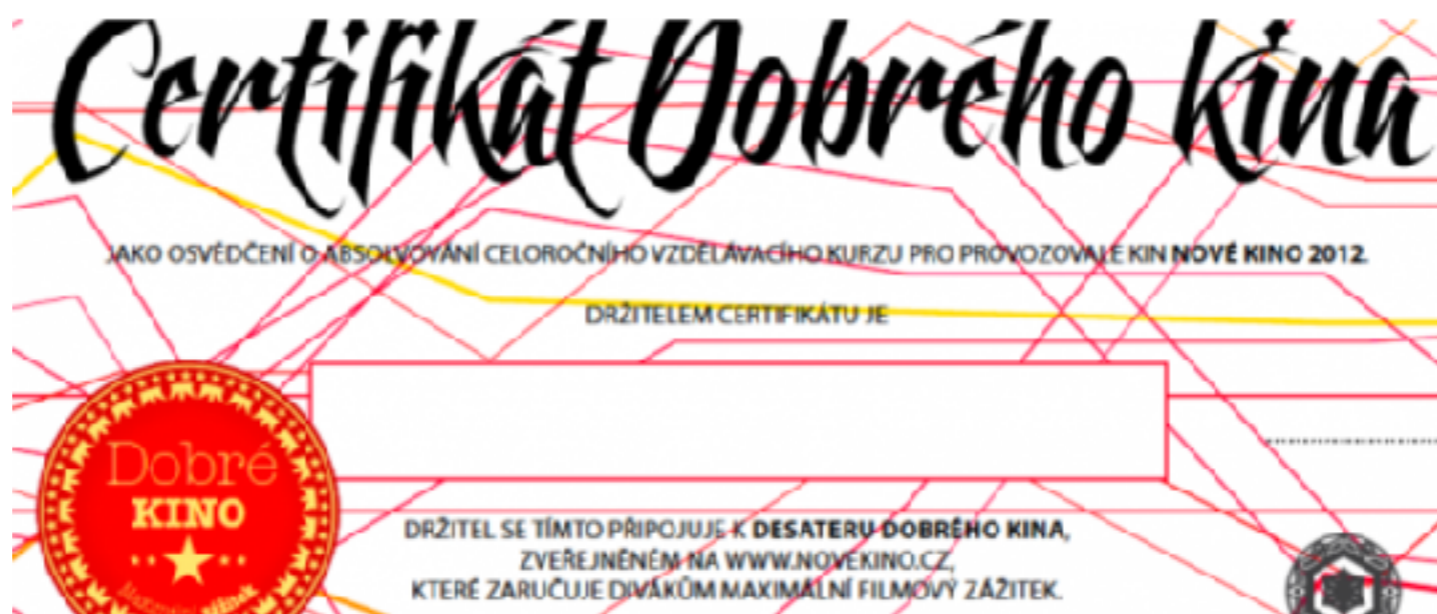 Certifikát Dobrého kina
JAKO OSVĚDČENÍ O ABSOLVOVÁNÍ CELOROČNÍHO VZDĚLÁVACÍHO KURZU PRO PROVOZOVALE KIN NOVÉ KINO 2012.
DRŽITELEM CERTIFIKÁTU JE
Dobré
KINO
DRŽITEL SE TÍMTO PŘIPOJUJE K DESATERU DOBRÉHO KINA,
ZVEŘEJNĚNÉM NA WWW.NOVEKINO.CZ,
KTERÉ ZARUČUJE DIVÁKŮM MAXIMÁLNÍ FILMOVÝ ZÁŽITEK.